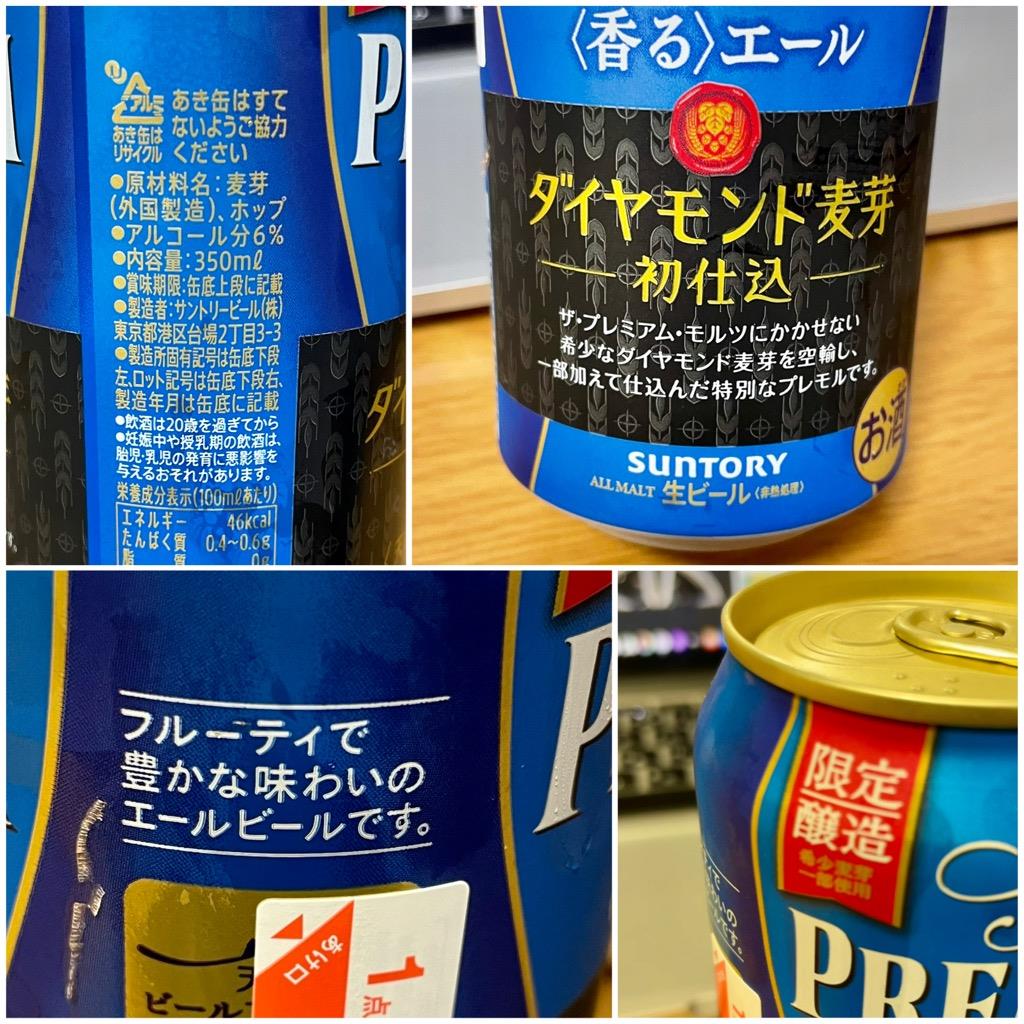 アルミ
あき缶は
リサイクル
あき缶はすて
ないようご協力
ください
●原材料名:麦芽
(外国製造)、ホップ
●アルコール分6%
●内容量:350mℓ
●賞味期限:缶底上段に記載
●製造者:サントリービール(株)
東京都港区台場2丁目3-3
●製造所固有記号は缶底下段
左、ロット記号は缶底下段右、
製造年月は缶底に記載
●飲酒は20歳を過ぎてから
●妊娠中や授乳期の飲酒は、
胎児・乳児の発育に悪影響を
与えるおそれがあります。
栄養成分表示(100mℓあたり)
エネルギー 46kcal
たんぱく質 0.4~0.6g
脂質 0g
P
ダ
〈香る〉エール
ダイヤモンド麦芽
初仕込
ザ・プレミアム・モルツにかかせない
希少なダイヤモンド麦芽を空輸し、
一部加えて仕込んだ特別なプレモルです。
お酒
SUNTORY
ALL MALT 生ビール〈非熱処理〉
フルーティで
豊かな味わいの
エールビールです。
P
ビール
あけ口
1点
限定
醸造
希少麦芽
一部使用
PRE